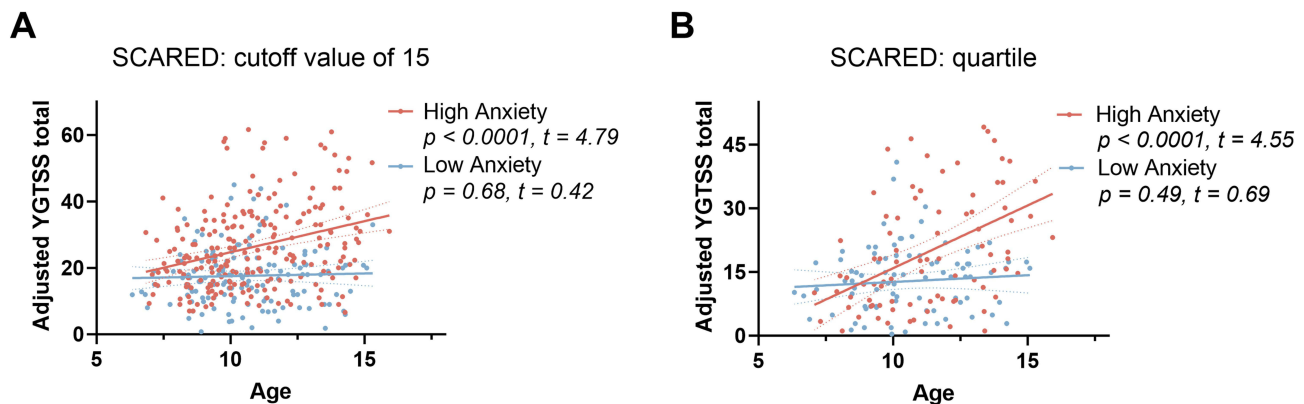 A
SCARED: cutoff value of 15
Adjusted YGTSS total
60
40
20
0
5
10
15
Age
High Anxiety
p < 0.0001, t = 4.79
Low Anxiety
p = 0.68, t = 0.42
B
SCARED: quartile
Adjusted YGTSS total
45
30
15
0
5
10
15
Age
High Anxiety
p < 0.0001, t = 4.55
Low Anxiety
p = 0.49, t = 0.69